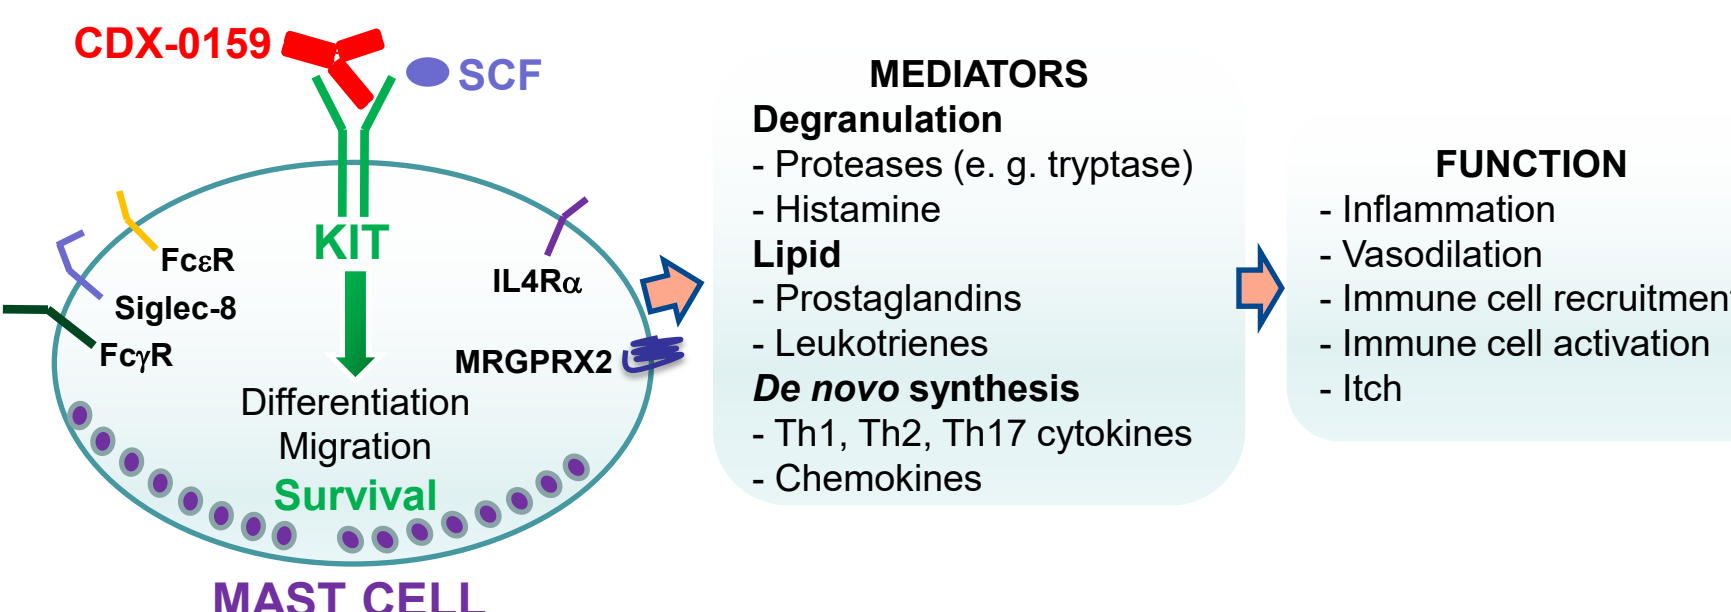 CDX-0159
SCF
KIT
FcεR
Siglec-8
FcγR
IL4Rα
MRGPRX2
Differentiation
Migration
Survival
MAST CELL
MEDIATORS
Degranulation
- Proteases (e. g. tryptase)
- Histamine
Lipid
- Prostaglandins
- Leukotrienes
De novo synthesis
- Th1, Th2, Th17 cytokines
- Chemokines
FUNCTION
- Inflammation
- Vasodilation
- Immune cell recruitment
- Immune cell activation
- Itch